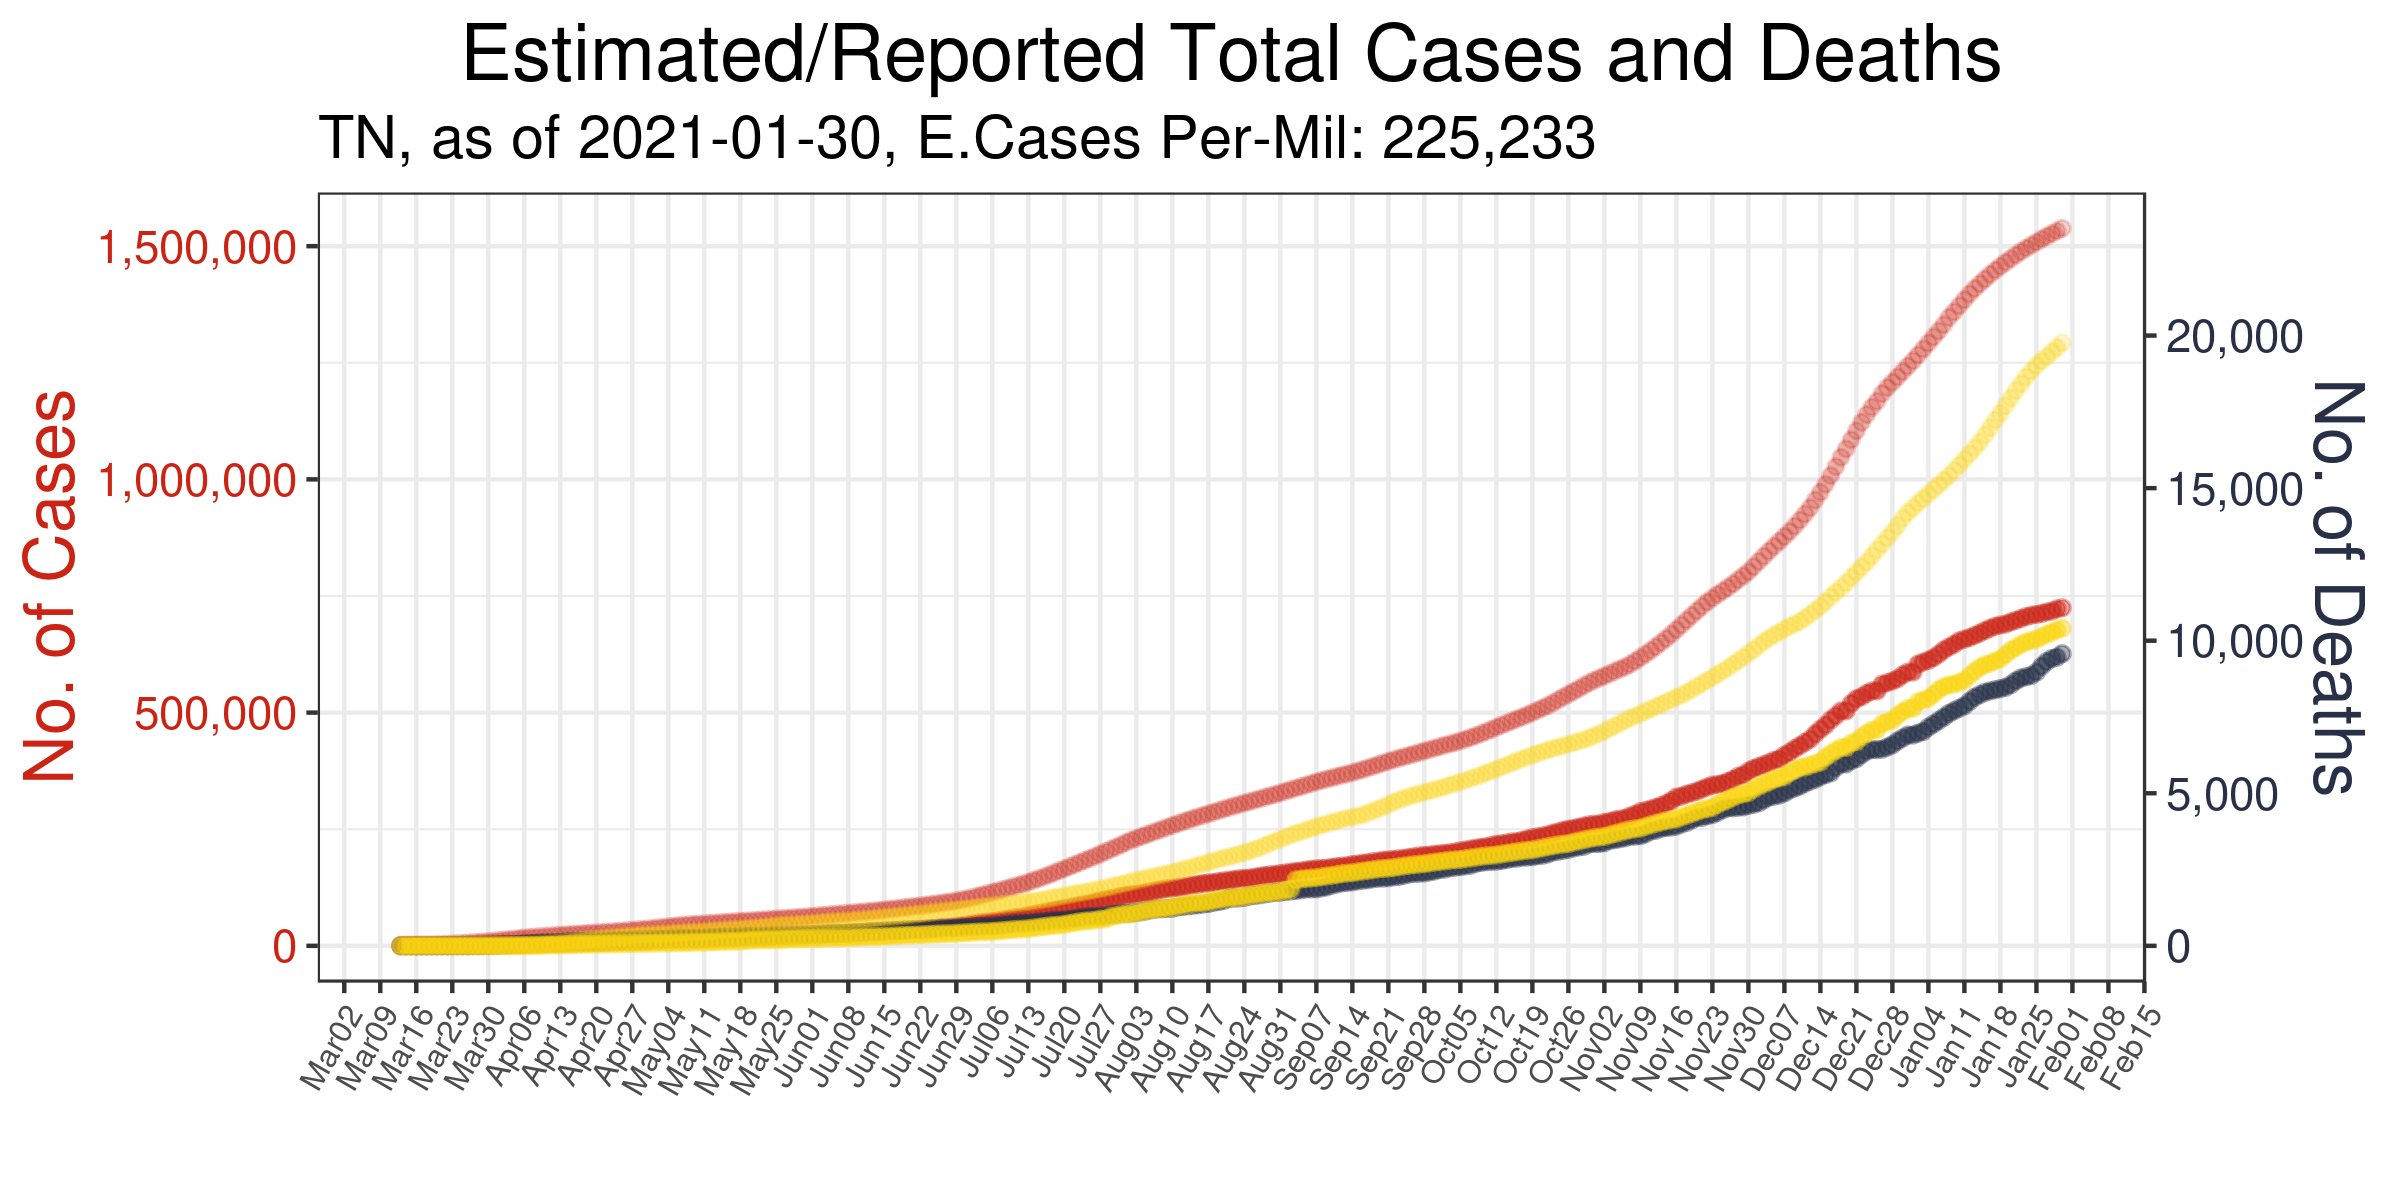 Estimated/Reported Total Cases and Deaths
TN, as of 2021-01-30, E.Cases Per-Mil: 225,233
No. of Cases
1,500,000
1,000,000
500,000
0
No. of Deaths
20,000
15,000
10,000
5,000
0
Mar02
Mar09
Mar16
Mar23
Mar30
Apr06
Apr13
Apr20
Apr27
May04
May11
May18
May25
Jun01
Jun08
Jun15
Jun22
Jun29
Jul06
Jul13
Jul20
Jul27
Aug03
Aug10
Aug17
Aug24
Aug31
Sep07
Sep14
Sep21
Sep28
Oct05
Oct12
Oct19
Oct26
Nov02
Nov09
Nov16
Nov23
Nov30
Dec07
Dec14
Dec21
Dec28
Jan04
Jan11
Jan18
Jan25
Feb01
Feb08
Feb15